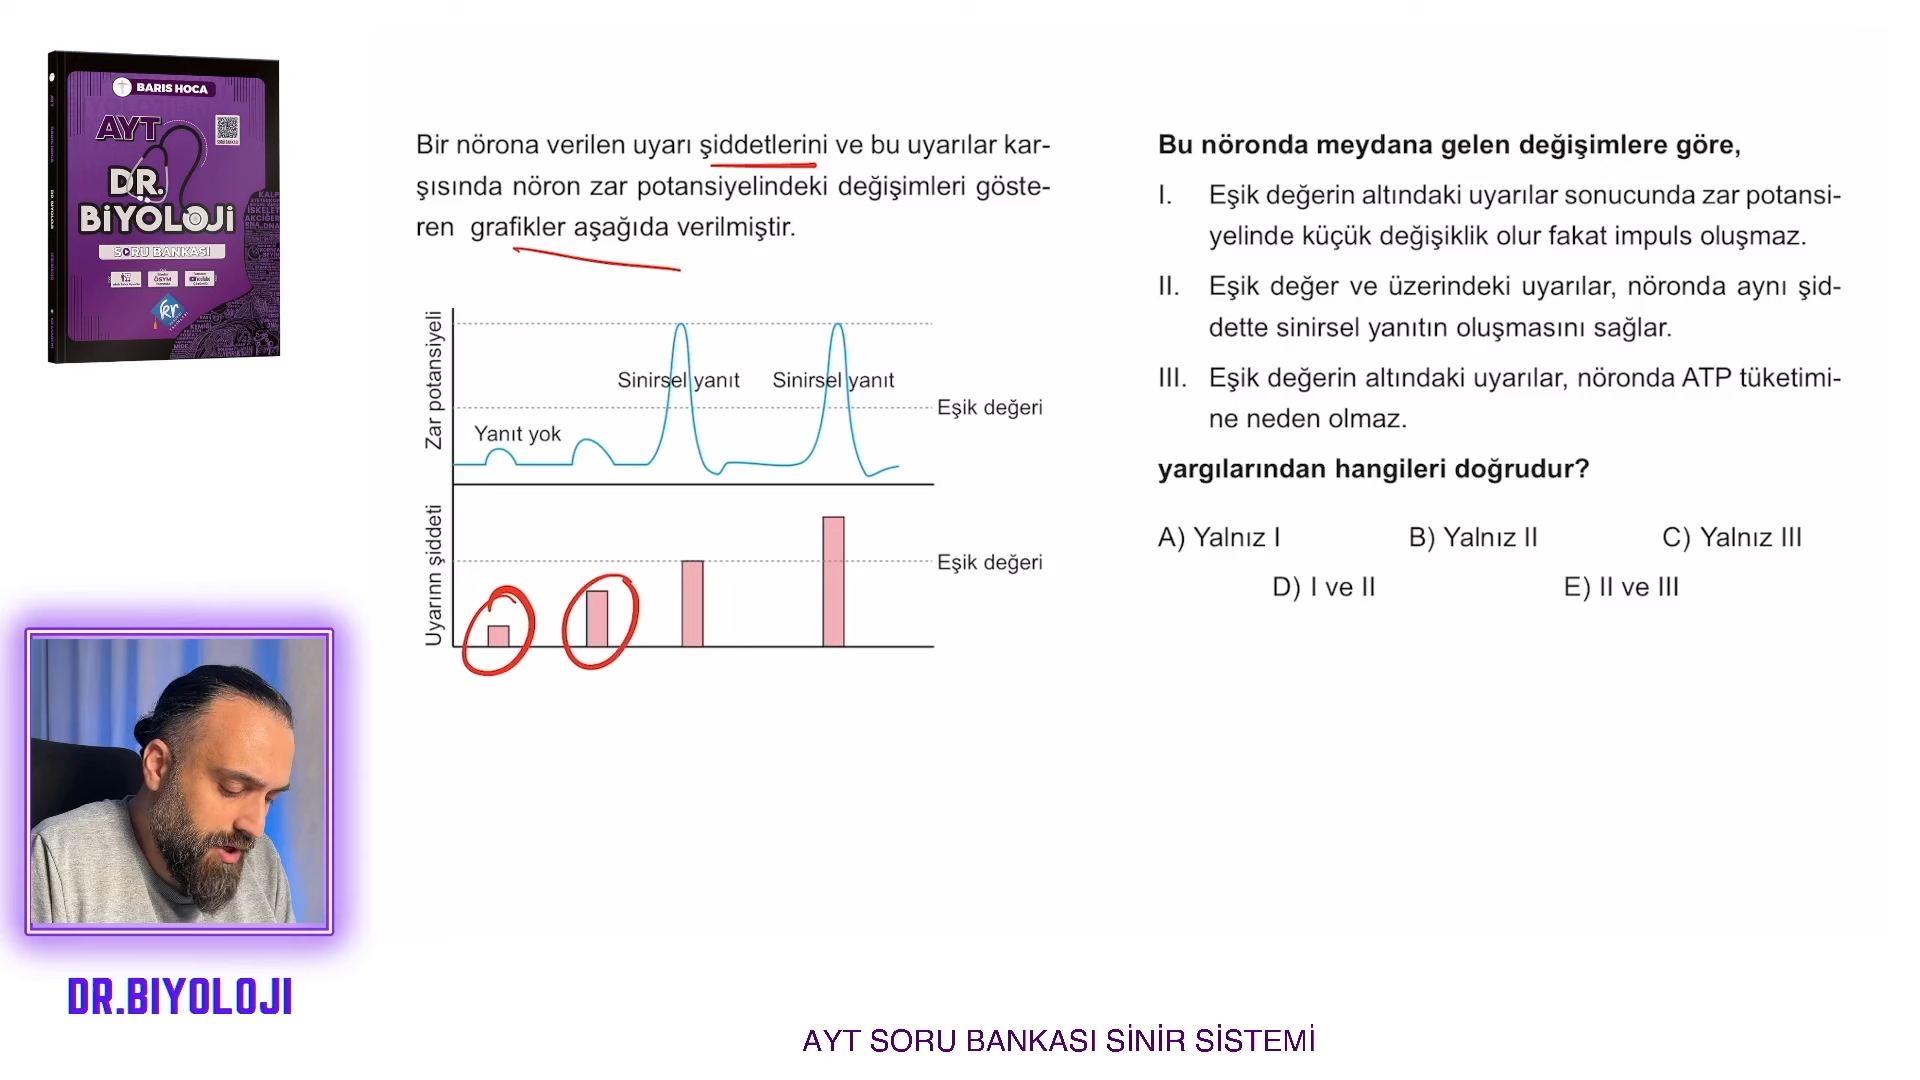 BARIS HOCA
AYT
DR.
BİYOLOJİ
SORU BANKASI
Bir nörona verilen uyarı şiddetlerini ve bu uyarılar kar-
şısında nöron zar potansiyelindeki değişimleri göste-
ren grafikler aşağıda verilmiştir.
Zar potansiyeli
Sinirsel yanıt
Sinirsel yanıt
Eşik değeri
Yanıt yok
Uyarının şiddeti
Eşik değeri
Bu nöronda meydana gelen değişimlere göre,
I. Eşik değerin altındaki uyarılar sonucunda zar potansi-
yelinde küçük değişiklik olur fakat impuls oluşmaz.
II. Eşik değer ve üzerindeki uyarılar, nöronda aynı şid-
dette sinirsel yanıtın oluşmasını sağlar.
III. Eşik değerin altındaki uyarılar, nöronda ATP tüketimi-
ne neden olmaz.
yargılarından hangileri doğrudur?
A) Yalnız I B) Yalnız II C) Yalnız III
D) I ve II E) II ve III
DR.BIYOLOJI
AYT SORU BANKASI SİNİR SİSTEMİ